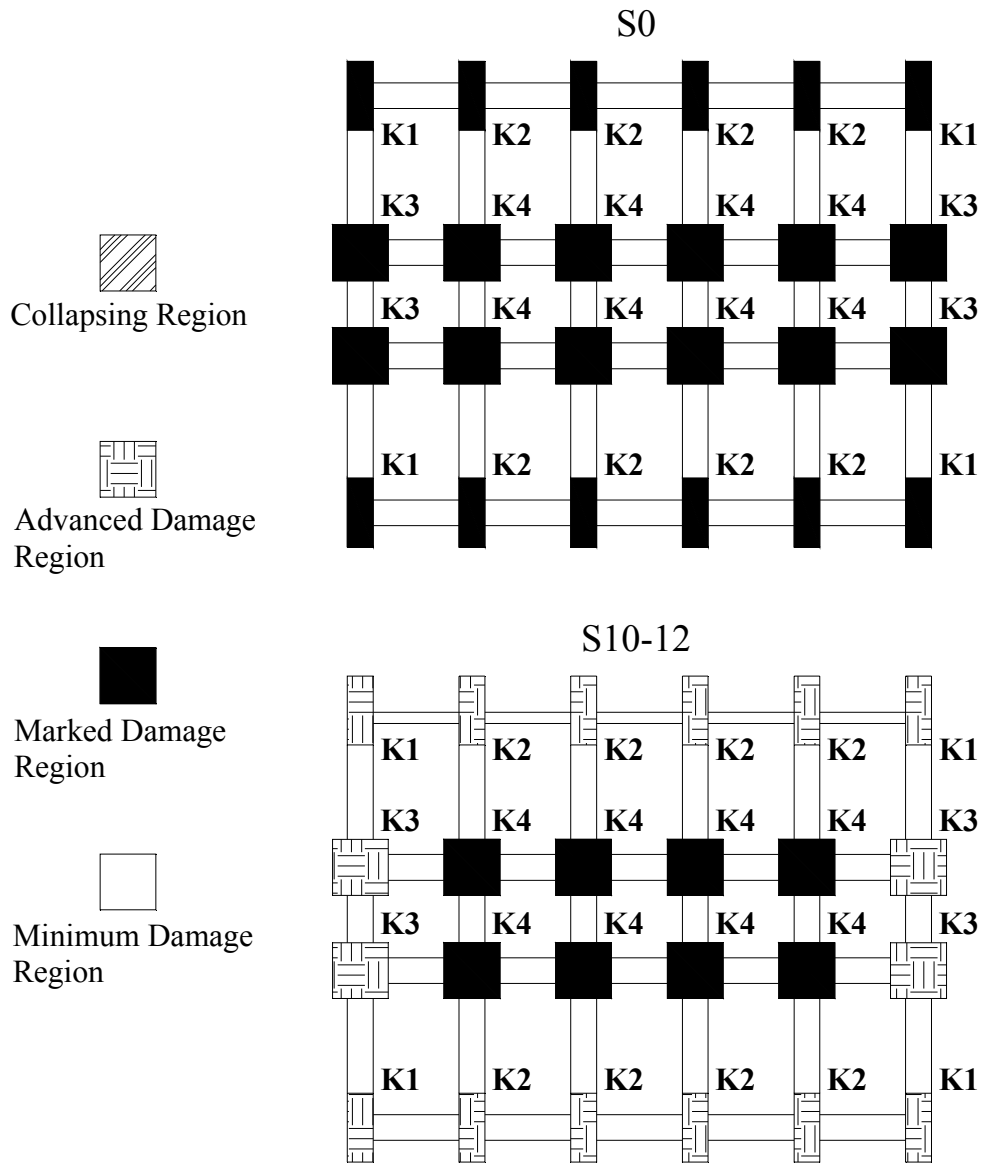 S0
K1 K2 K2 K2 K2 K1
K3 K4 K4 K4 K4 K3
K3 K4 K4 K4 K4 K3
K1 K2 K2 K2 K2 K1
Collapsing Region
Advanced Damage
Region
Marked Damage
Region
Minimum Damage
Region
S10-12
K1 K2 K2 K2 K2 K1
K3 K4 K4 K4 K4 K3
K3 K4 K4 K4 K4 K3
K1 K2 K2 K2 K2 K1